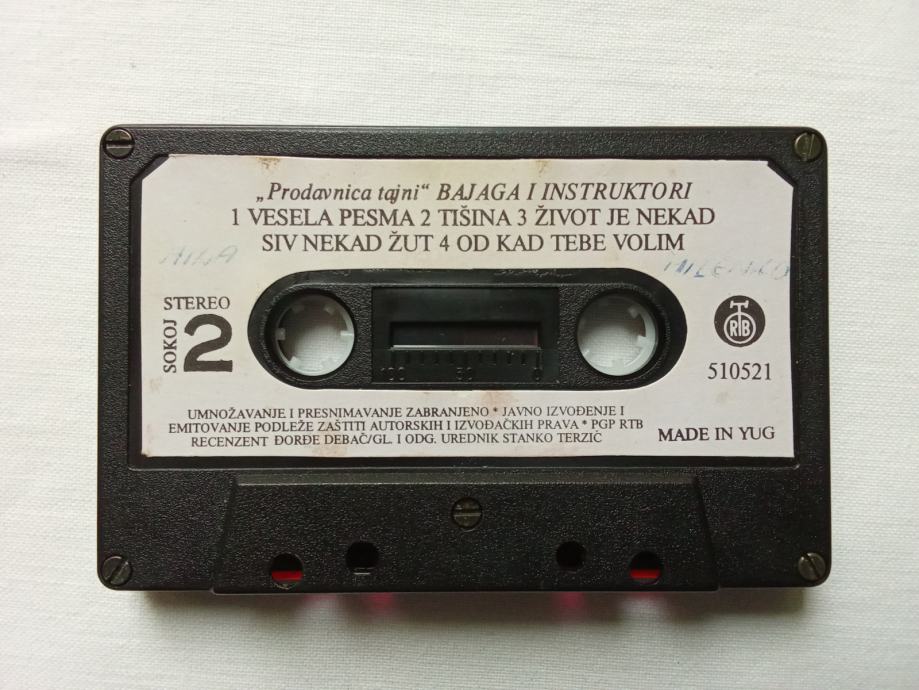 „Prodavnica tajni“ BAJAGA I INSTRUKTORI
1 VESELA PESMA 2 TIŠINA 3 ŽIVOT JE NEKAD
SIV NEKAD ŽUT 4 OD KAD TEBE VOLIM
STEREO
SOKOJ
2
100 50 0
RTB
510521
UMNOŽAVANJE I PRESNIMAVANJE ZABRANJENO * JAVNO IZVOĐENJE I
EMITOVANJE PODLEŽE ZAŠTITI AUTORSKIH I IZVOĐAČKIH PRAVA * PGP RTB
RECENZENT ĐORĐE DEBAČ/GL. I ODG. UREDNIK STANKO TERZIĆ
MADE IN YUG